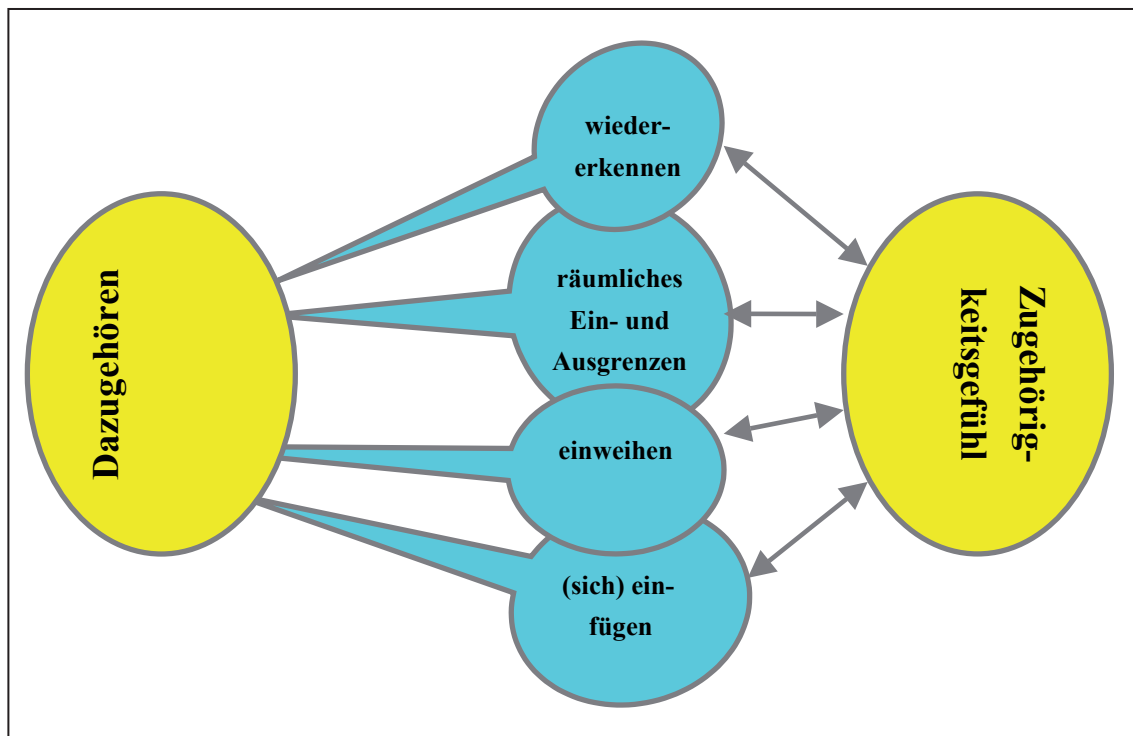 Dazugehören
wieder-
erkennen
räumliches
Ein- und
Ausgrenzen
einweihen
(sich) ein-
fügen
Zugehörig-
keitsgefühl